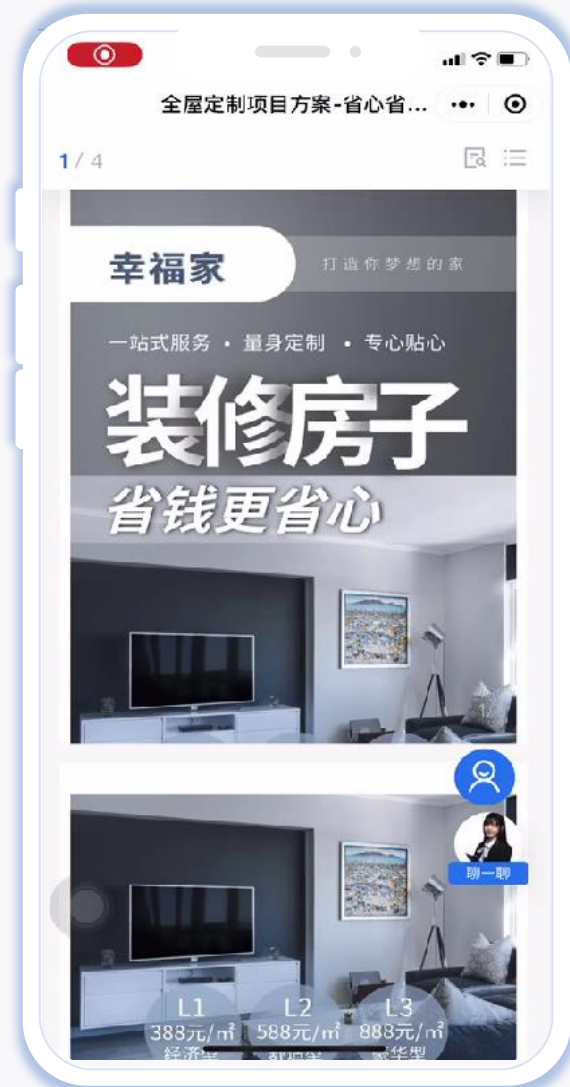 全屋定制项目方案-省心省...
1 / 4
幸福家
打造你梦想的家
一站式服务 · 量身定制 · 专心贴心
装修房子
省钱更省心
聊一聊
L1 L2 L3
388元/㎡ 588元/㎡ 888元/㎡
经济型 舒适型 豪华型